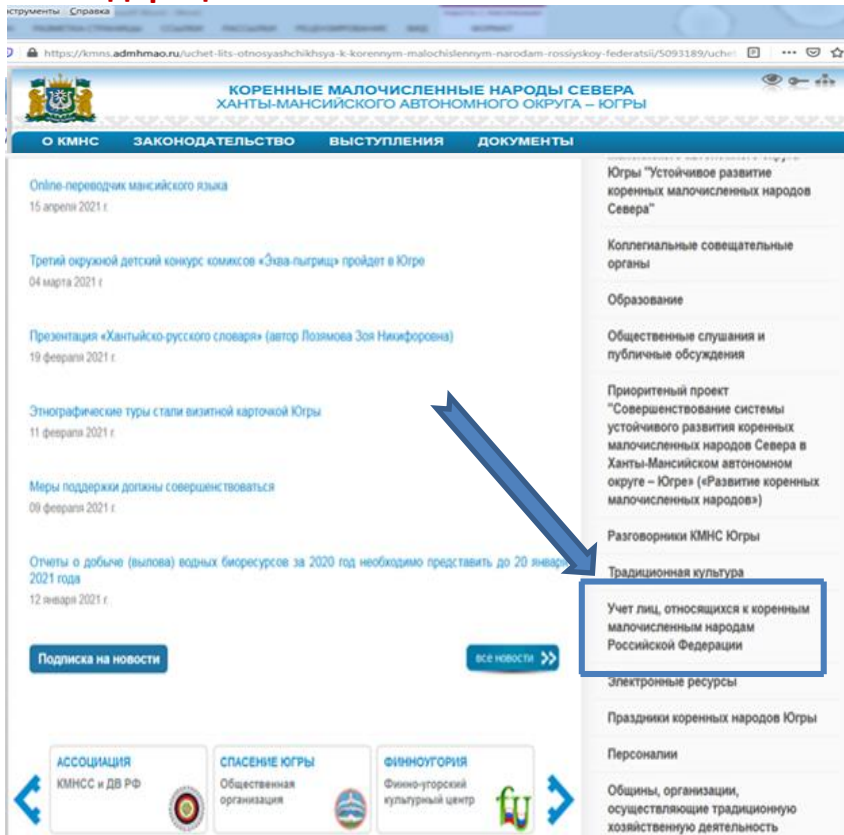 нструменты Справка
https://kmns.admhmao.ru/uchet-lits-otnosyashchikhsya-k-korennym-malochislennym-narodam-rossiyskoy-federatsii/5093189/uchet
КОРЕННЫЕ МАЛОЧИСЛЕННЫЕ НАРОДЫ СЕВЕРА
ХАНТЫ-МАНСИЙСКОГО АВТОНОМНОГО ОКРУГА – ЮГРЫ
О КМНС ЗАКОНОДАТЕЛЬСТВО ВЫСТУПЛЕНИЯ ДОКУМЕНТЫ
Online-переводчик мансийского языка
15 апреля 2021 г.
Третий окружной детский конкурс комиксов «Э̄ква-пыгрищ» пройдет в Югре
04 марта 2021 г.
Презентация «Хантыйско-русского словаря» (автор Лозямова Зоя Никифоровна)
19 февраля 2021 г.
Этнографические туры стали визитной карточкой Югры
11 февраля 2021 г.
Меры поддержки должны совершенствоваться
09 февраля 2021 г.
Отчеты о добыче (вылова) водных биоресурсов за 2020 год необходимо представить до 20 января
2021 года
12 января 2021 г.
Подписка на новости
все новости
Югры "Устойчивое развитие
коренных малочисленных народов
Севера"
Коллегиальные совещательные
органы
Образование
Общественные слушания и
публичные обсуждения
Приоритеный проект
"Совершенствование системы
устойчивого развития коренных
малочисленных народов Севера в
Ханты-Мансийском автономном
округе – Югре» («Развитие коренных
малочисленных народов»)
Разговорники КМНС Югры
Традиционная культура
Учет лиц, относящихся к коренным
малочисленным народам
Российской Федерации
Электронные ресурсы
Праздники коренных народов Югры
Персоналии
Общины, организации,
осуществляющие традиционную
хозяйственную деятельность
АССОЦИАЦИЯ
КМНСС и ДВ РФ
СПАСЕНИЕ ЮГРЫ
Общественная
организация
ФИННОУГОРИЯ
Финно-угорский
культурный центр
fu